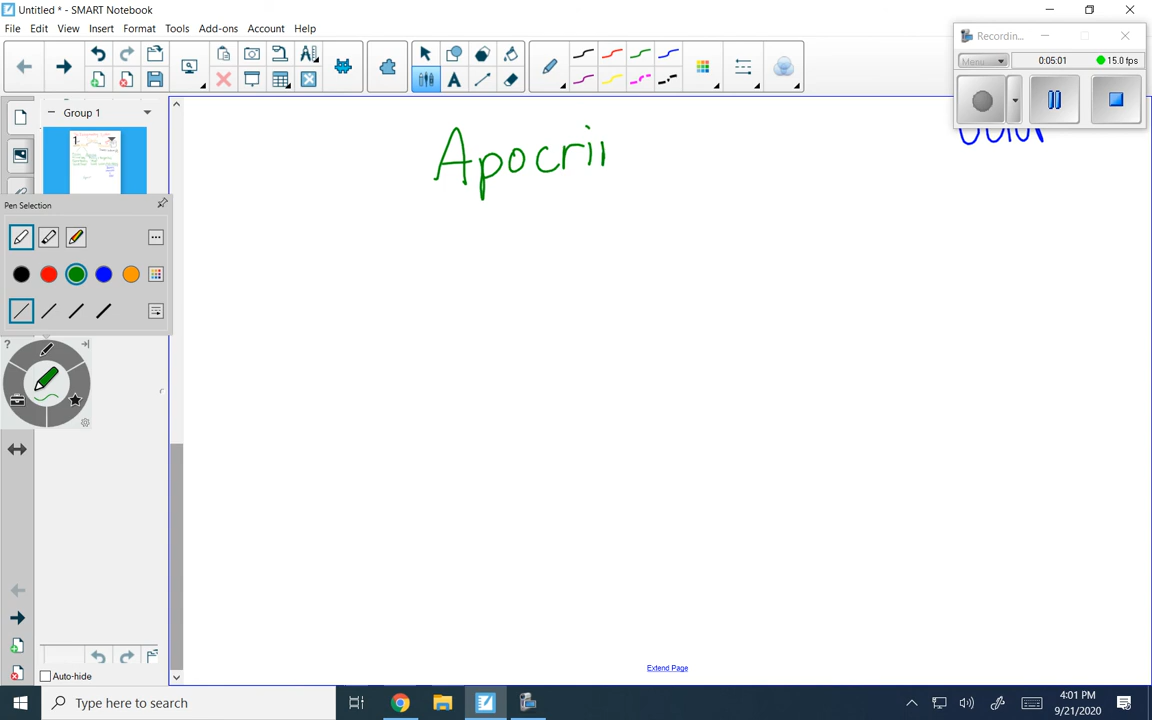 Untitled * - SMART Notebook
File Edit View Insert Format Tools Add-ons Account Help
Recordin...
Menu
0:05:01
15.0 fps
Group 1
1
Pen Selection
?
Apocrii
Extend Page
Auto-hide
Type here to search
4:01 PM
9/21/2020